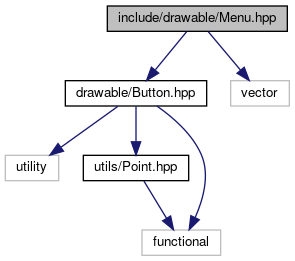 include/drawable/Menu.hpp
drawable/Button.hpp
vector
utility
utils/Point.hpp
functional